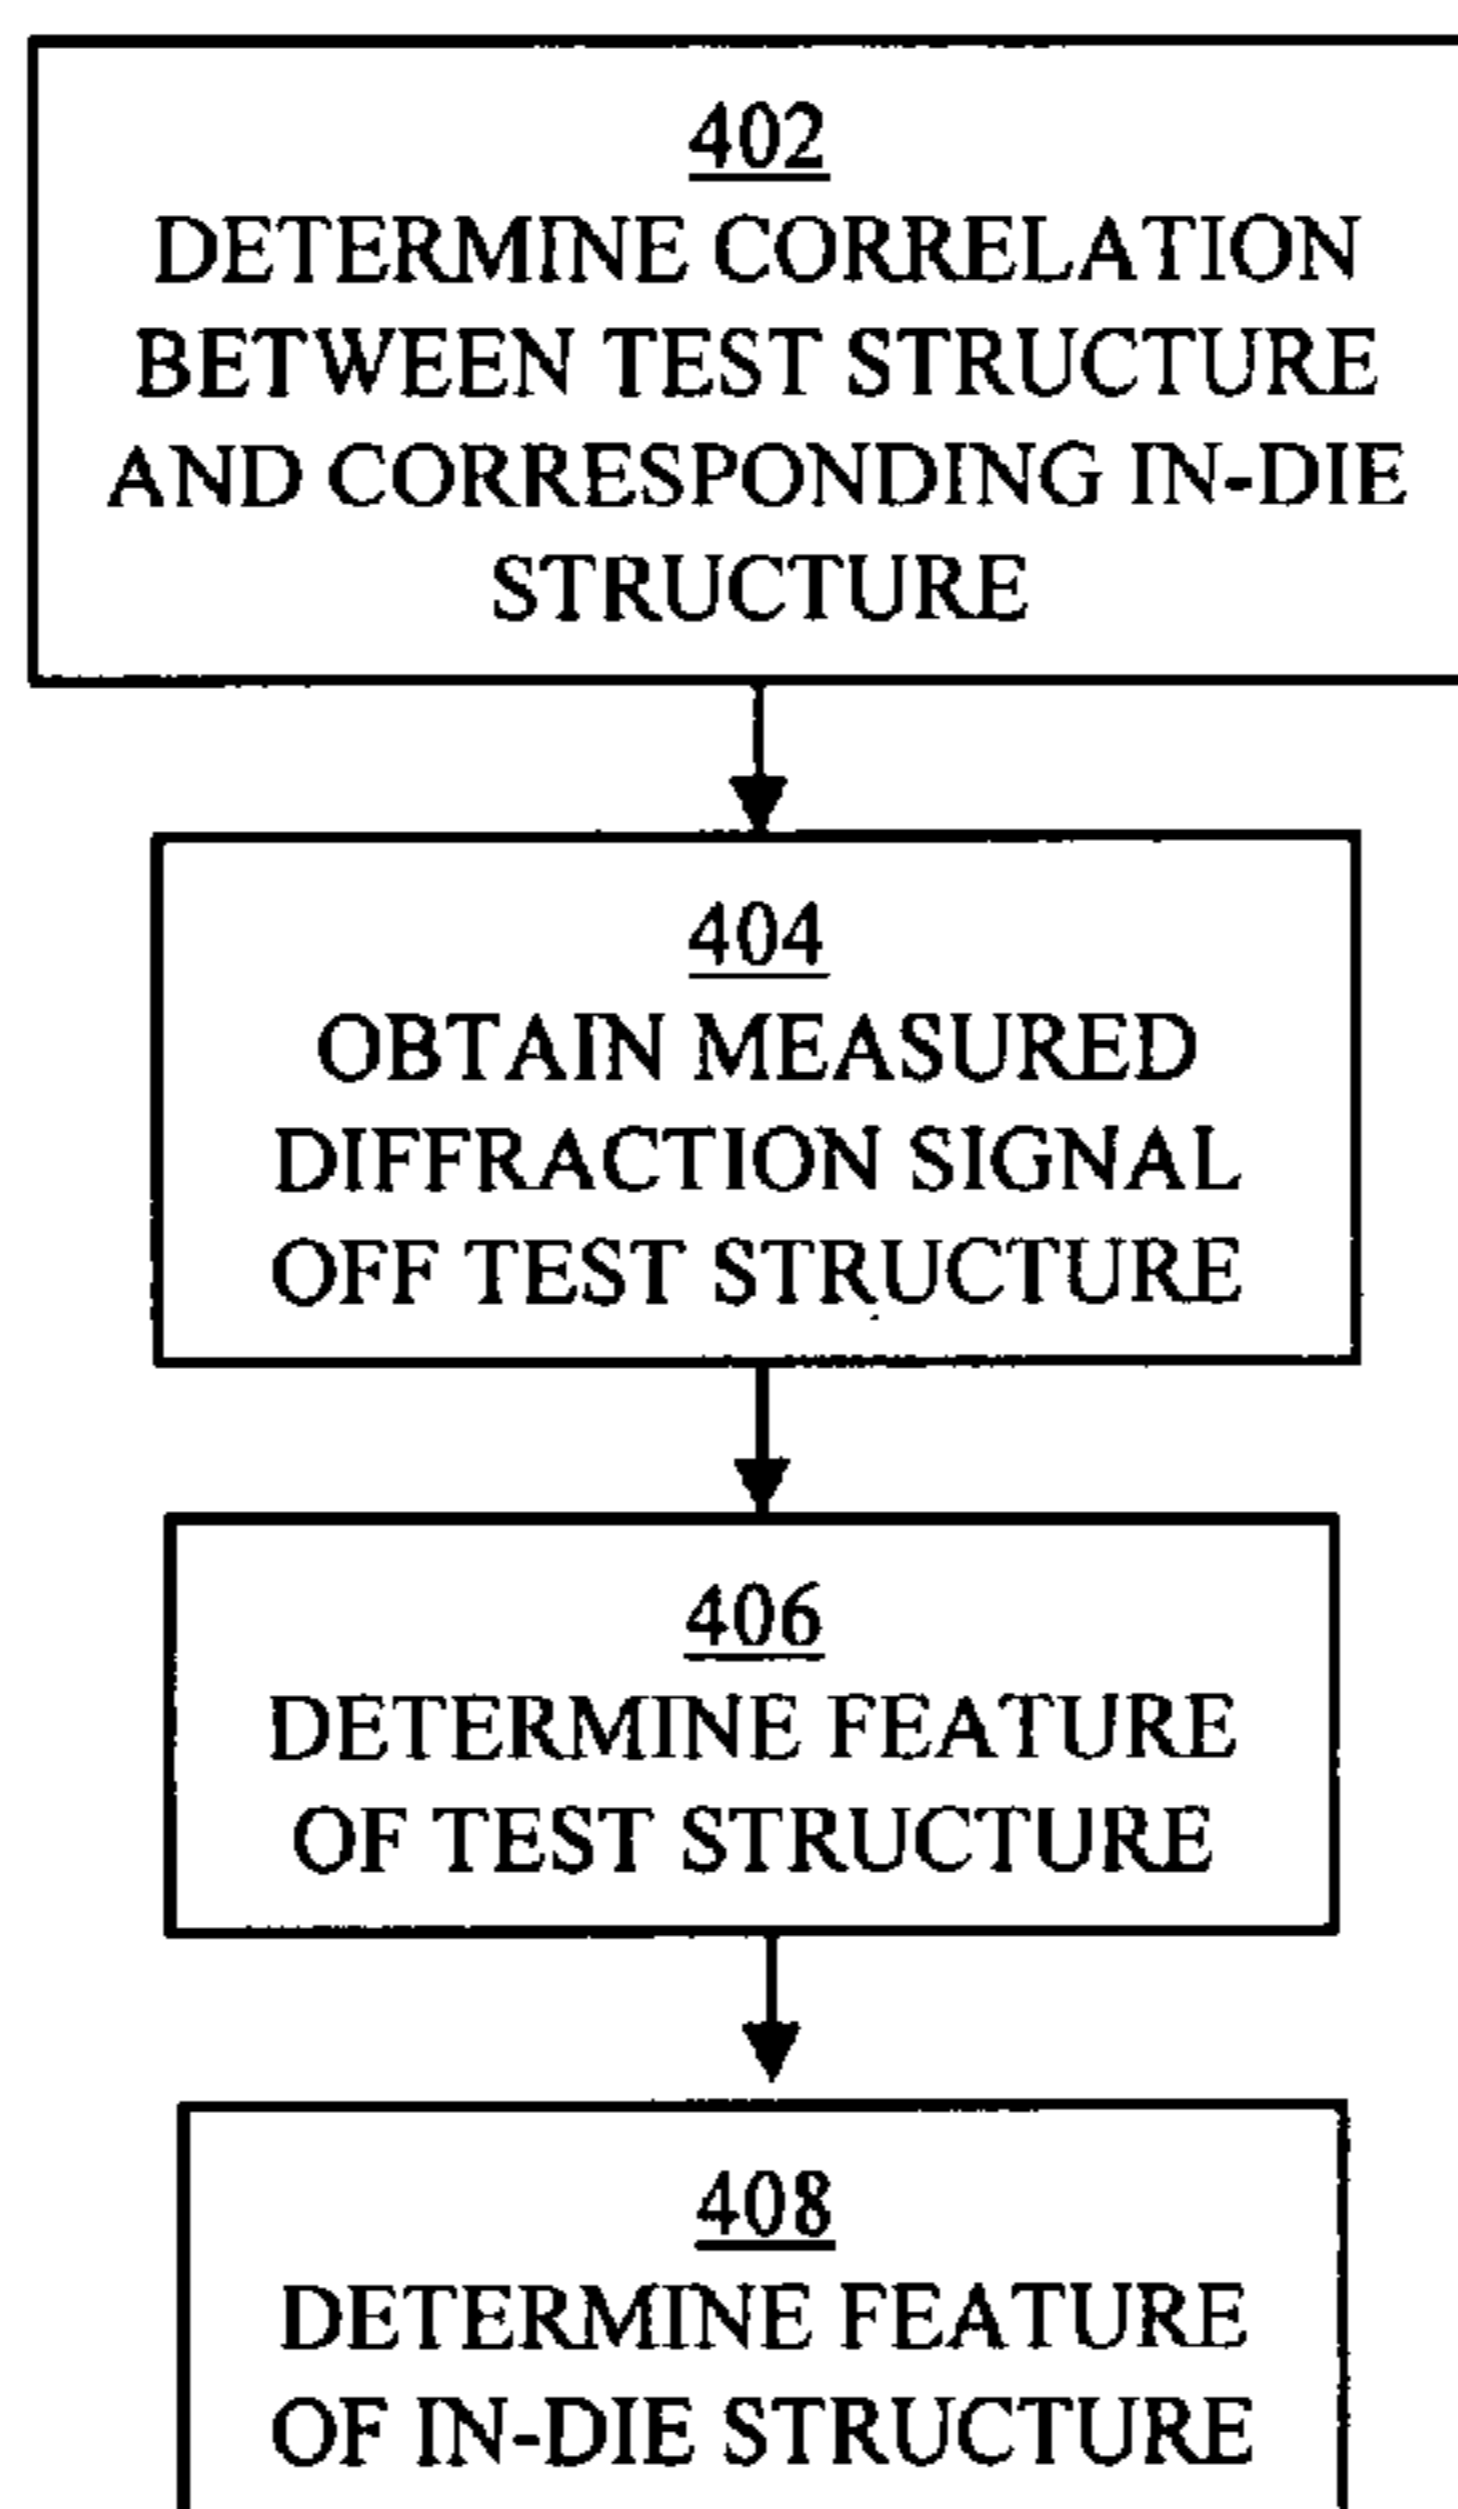 402
DETERMINE CORRELATION
BETWEEN TEST STRUCTURE
AND CORRESPONDING IN-DIE
STRUCTURE
404
OBTAIN MEASURED
DIFFRACTION SIGNAL
OFF TEST STRUCTURE
406
DETERMINE FEATURE
OF TEST STRUCTURE
408
DETERMINE FEATURE
OF IN-DIE STRUCTURE